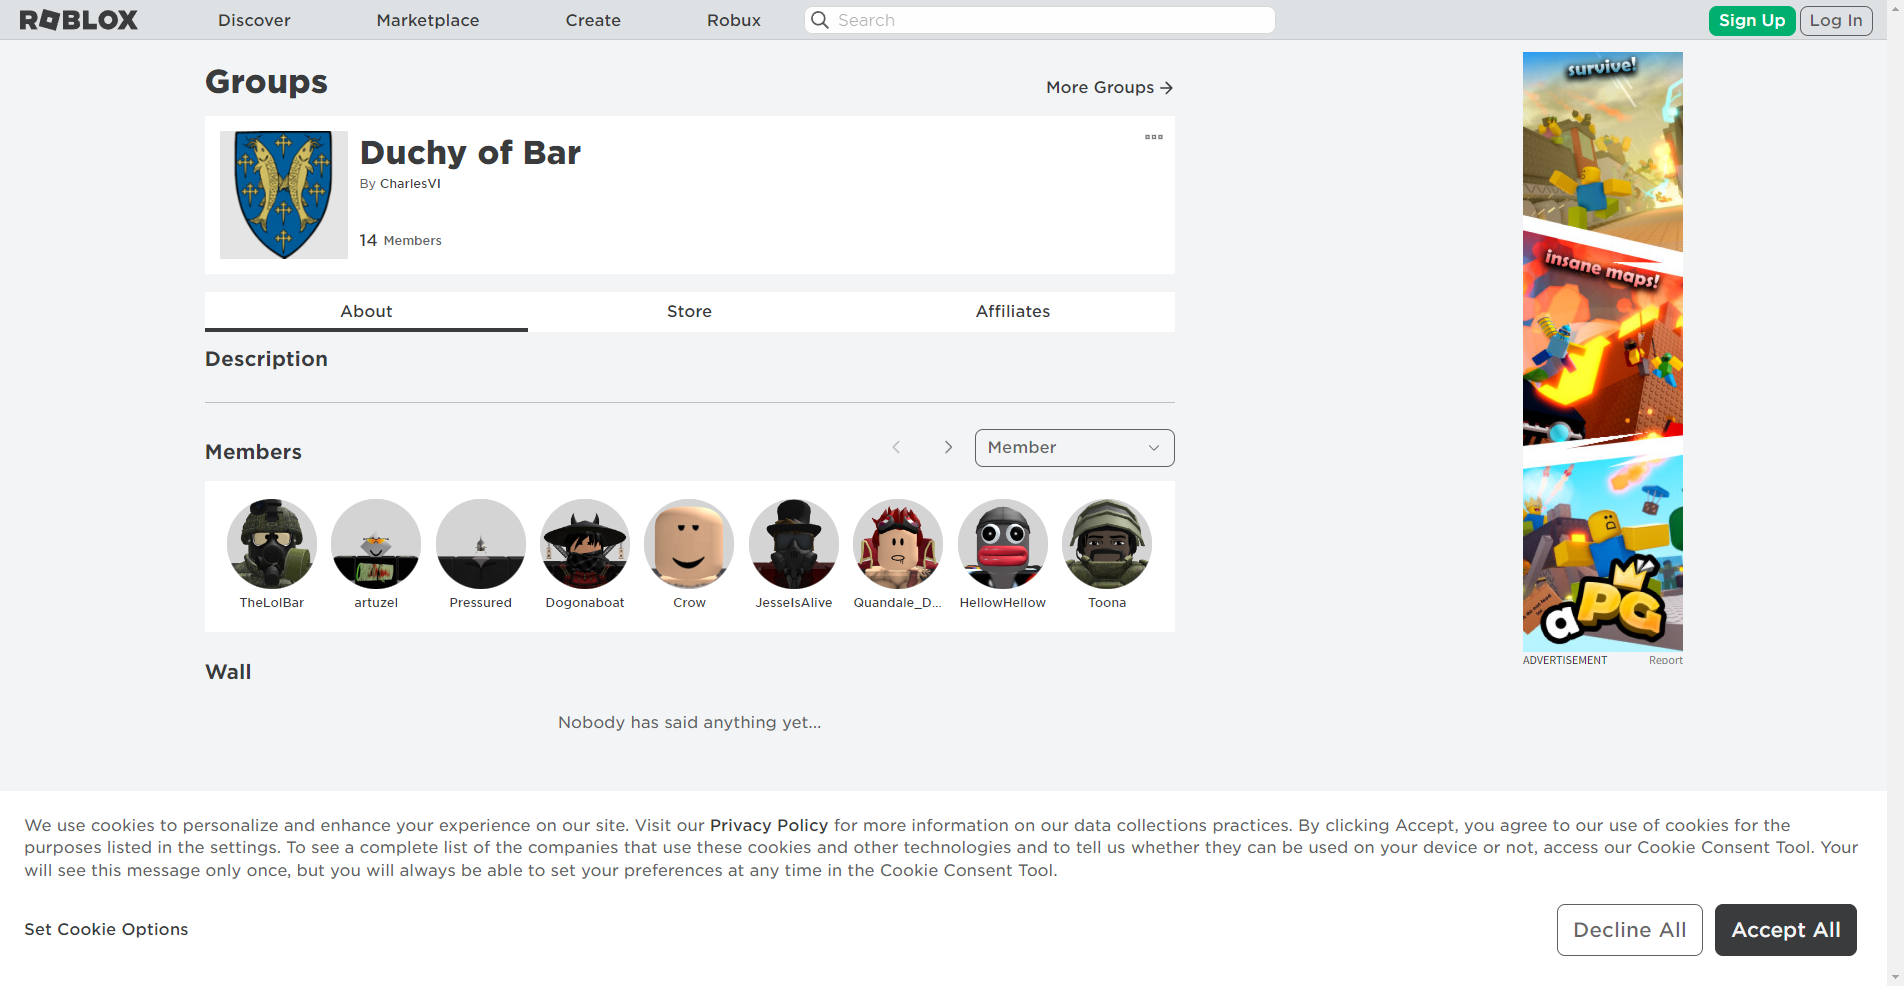 ROBLOX
Discover
Marketplace
Create
Robux
Search
Sign Up
Log In
Groups
More Groups
Duchy of Bar
By CharlesVI
14 Members
About
Store
Affiliates
Description
Members
Member
TheLolBar
artuzel
Pressured
Dogonaboat
Crow
JesseIsAlive
Quandale_D...
HellowHellow
Toona
Wall
Nobody has said anything yet...
survive!
insane maps!
aPG
ADVERTISEMENT
Report
We use cookies to personalize and enhance your experience on our site. Visit our Privacy Policy for more information on our data collections practices. By clicking Accept, you agree to our use of cookies for the
purposes listed in the settings. To see a complete list of the companies that use these cookies and other technologies and to tell us whether they can be used on your device or not, access our Cookie Consent Tool. Your
will see this message only once, but you will always be able to set your preferences at any time in the Cookie Consent Tool.
Set Cookie Options
Decline All
Accept All